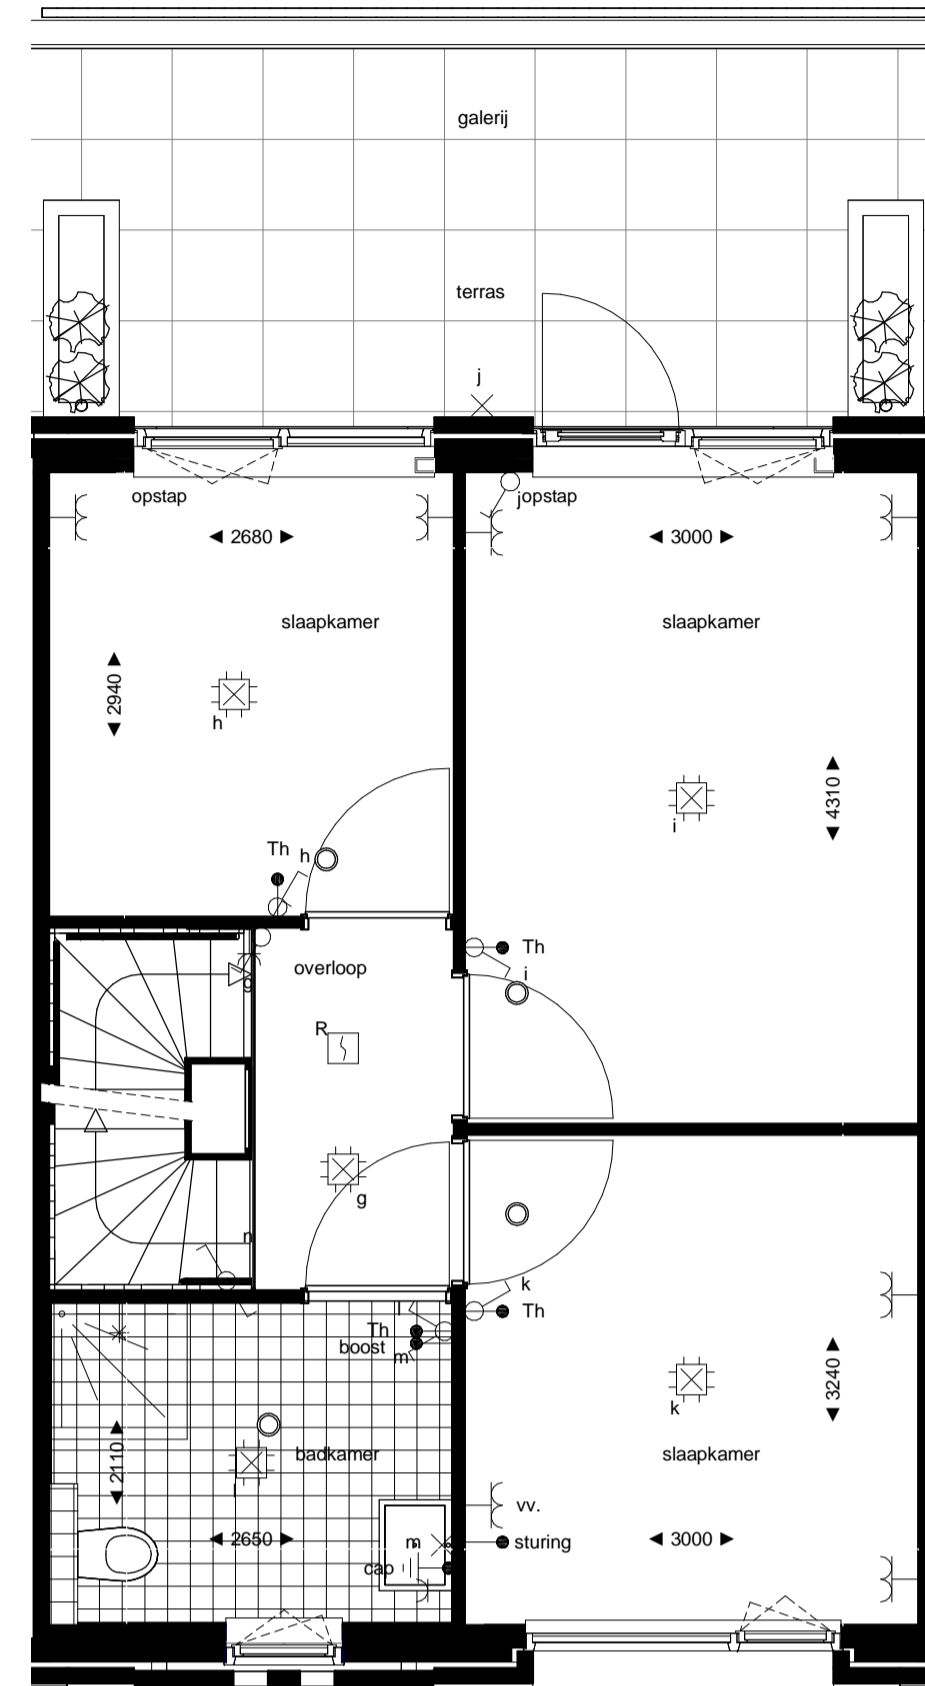 galerij
terras
j
opstap
j
opstap
2680
3000
slaapkamer
slaapkamer
2940
h
4310
i
Th
h
Th
g
overloop
i
R
g
n
k
Th
l
Th
boost
m
3240
k
badkamer
slaapkamer
2110
l
vv.
2650
m
sturing
3000
cap